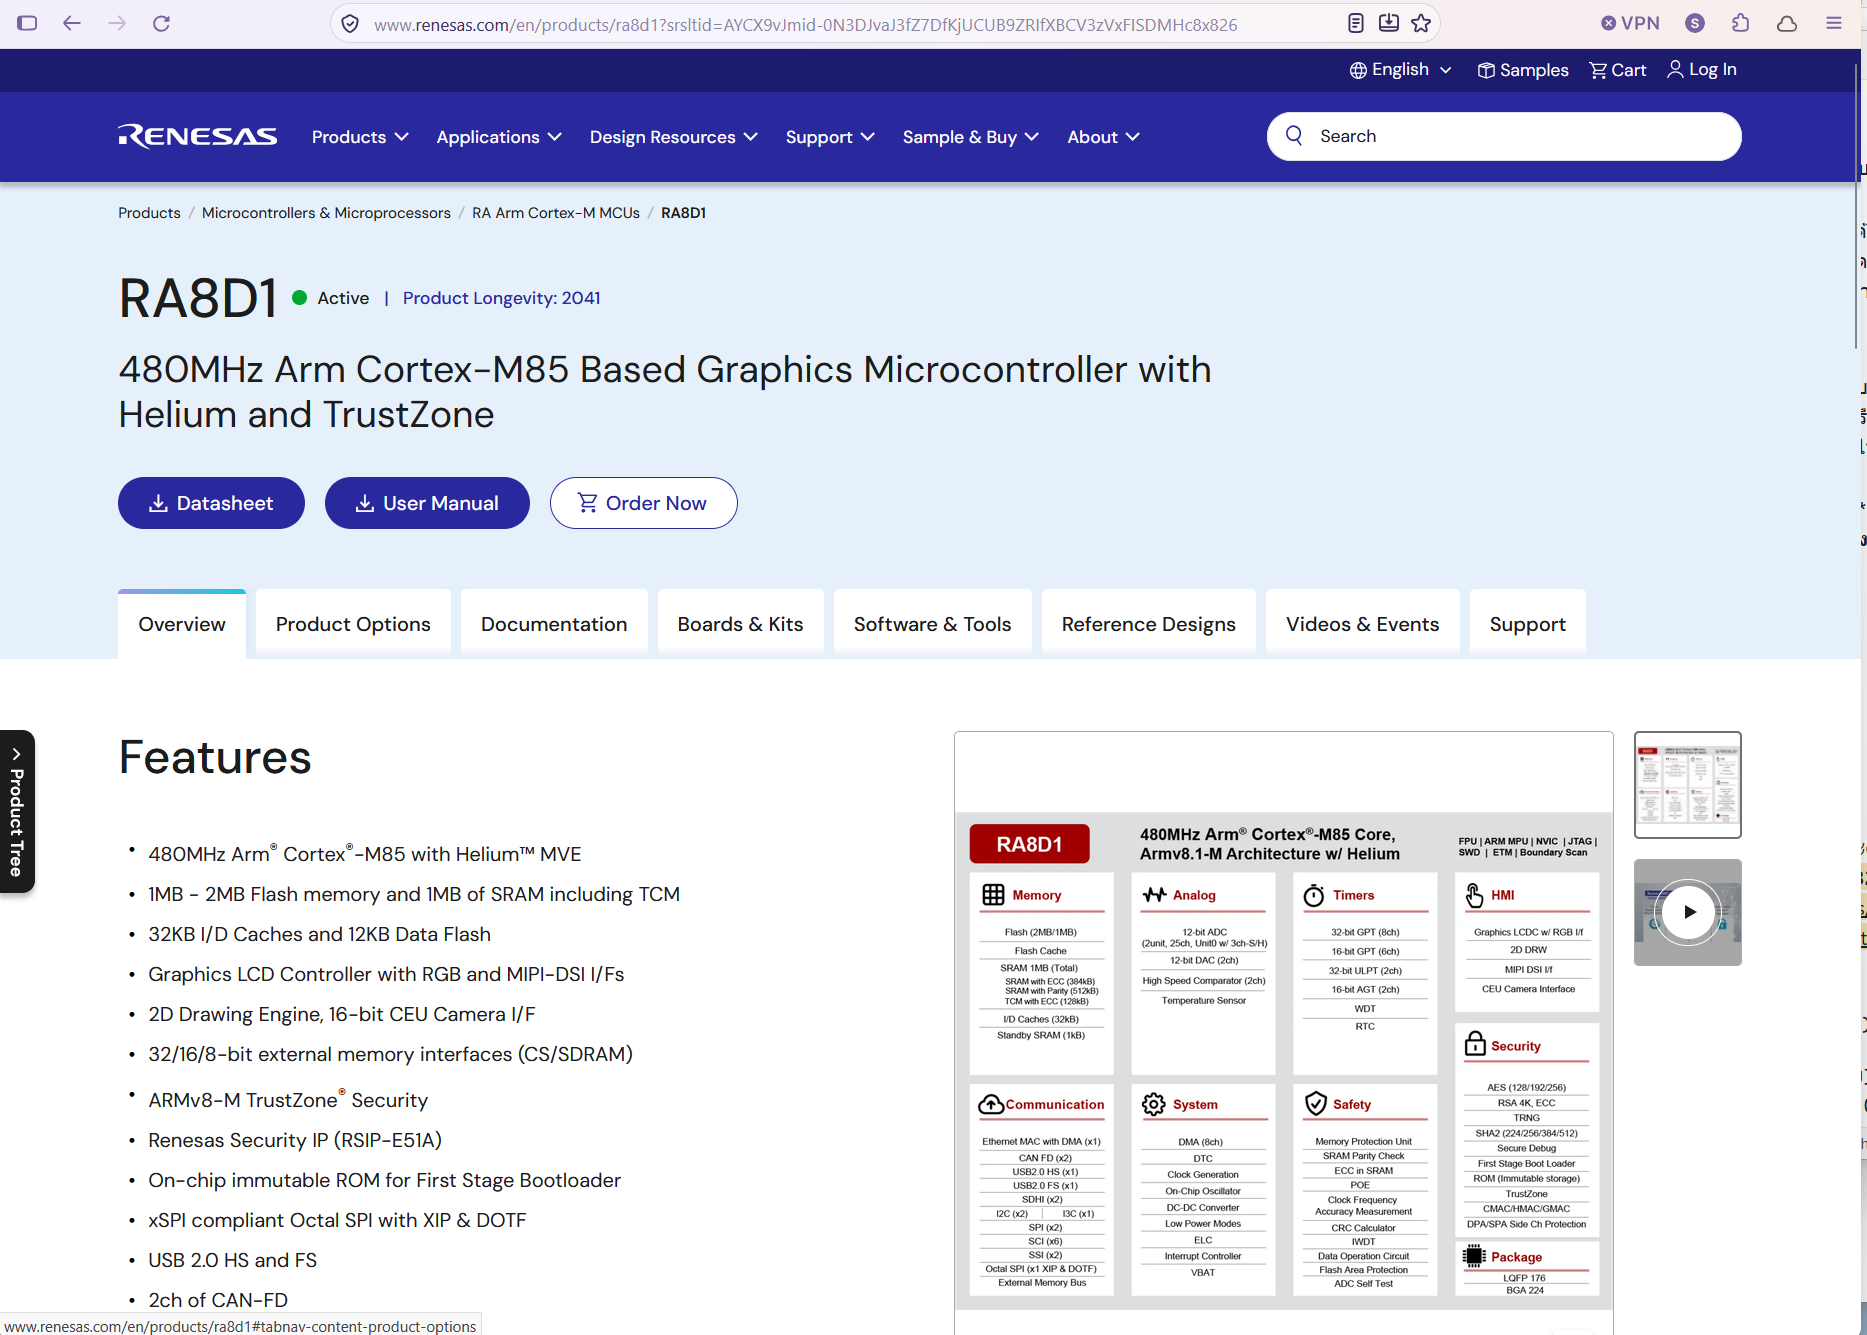 www.renesas.com/en/products/ra8d1?srsltid=AYCX9vJmid-0N3DJvaJ3fZ7DfKjUCUB9ZRIfXBCV3zVxFISDMHc8x826
VPN
S
English
Samples
Cart
Log In
RENESAS
Products
Applications
Design Resources
Support
Sample & Buy
About
Search
Products / Microcontrollers & Microprocessors / RA Arm Cortex-M MCUs / RA8D1
RA8D1
Active | Product Longevity: 2041
480MHz Arm Cortex-M85 Based Graphics Microcontroller with
Helium and TrustZone
Datasheet
User Manual
Order Now
Overview
Product Options
Documentation
Boards & Kits
Software & Tools
Reference Designs
Videos & Events
Support
Product Tree
Features
• 480MHz Arm® Cortex®-M85 with Helium™ MVE
• 1MB - 2MB Flash memory and 1MB of SRAM including TCM
• 32KB I/D Caches and 12KB Data Flash
• Graphics LCD Controller with RGB and MIPI-DSI I/Fs
• 2D Drawing Engine, 16-bit CEU Camera I/F
• 32/16/8-bit external memory interfaces (CS/SDRAM)
• ARMv8-M TrustZone® Security
• Renesas Security IP (RSIP-E51A)
• On-chip immutable ROM for First Stage Bootloader
• xSPI compliant Octal SPI with XIP & DOTF
• USB 2.0 HS and FS
• 2ch of CAN-FD
RA8D1
480MHz Arm® Cortex®-M85 Core,
Armv8.1-M Architecture w/ Helium
FPU | ARM MPU | NVIC | JTAG |
SWD | ETM | Boundary Scan
Memory
Flash (2MB/1MB)
Flash Cache
SRAM 1MB (Total)
SRAM with ECC (384kB)
SRAM with Parity (512kB)
TCM with ECC (128kB)
I/D Caches (32kB)
Standby SRAM (1kB)
Analog
12-bit ADC
(2unit, 25ch, Unit0 w/ 3ch-S/H)
12-bit DAC (2ch)
High Speed Comparator (2ch)
Temperature Sensor
Timers
32-bit GPT (8ch)
16-bit GPT (6ch)
32-bit ULPT (2ch)
16-bit AGT (2ch)
WDT
RTC
HMI
Graphics LCDC w/ RGB I/f
2D DRW
MIPI DSI I/f
CEU Camera Interface
Communication
Ethernet MAC with DMA (x1)
CAN FD (x2)
USB2.0 HS (x1)
USB2.0 FS (x1)
SDHI (x2)
I2C (x2) | I3C (x1)
SPI (x2)
SCI (x6)
SSI (x2)
Octal SPI (x1 XIP & DOTF)
External Memory Bus
System
DMA (8ch)
DTC
Clock Generation
On-Chip Oscillator
DC-DC Converter
Low Power Modes
ELC
Interrupt Controller
VBAT
Safety
Memory Protection Unit
SRAM Parity Check
ECC in SRAM
POE
Clock Frequency
Accuracy Measurement
CRC Calculator
IWDT
Data Operation Circuit
Flash Area Protection
ADC Self Test
Security
AES (128/192/256)
RSA 4K, ECC
TRNG
SHA2 (224/256/384/512)
Secure Debug
First Stage Boot Loader
ROM (Immutable storage)
TrustZone
CMAC/HMAC/GMAC
DPA/SPA Side Ch Protection
Package
LQFP 176
BGA 224
www.renesas.com/en/products/ra8d1#tabnav-content-product-options